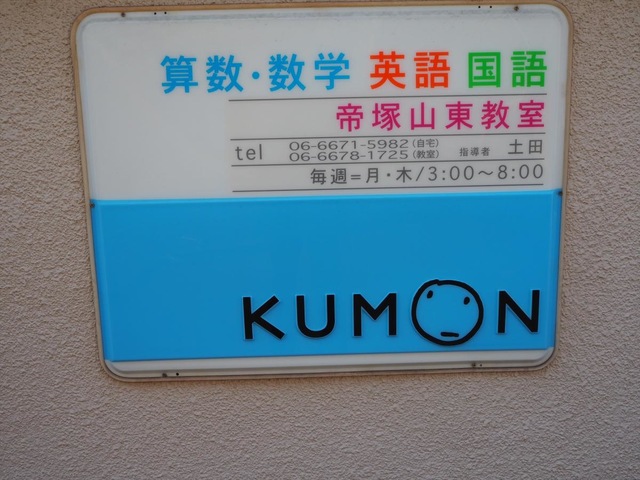 算数・数学 英語 国語
帝塚山東教室
tel 06-6671-5982(自宅)
06-6678-1725(教室) 指導者 土田
毎週=月・木/3:00〜8:00
KUMON